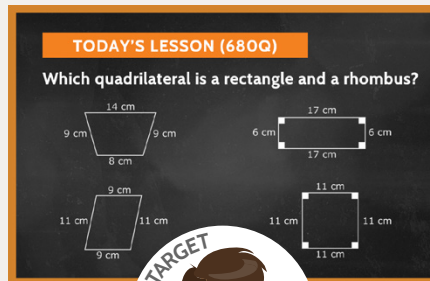 TODAY'S LESSON (680Q)
Which quadrilateral is a rectangle and a rhombus?
14 cm
9 cm
9 cm
8 cm
17 cm
6 cm
6 cm
17 cm
9 cm
11 cm
11 cm
9 cm
11 cm
11 cm
11 cm
11 cm
TARGET